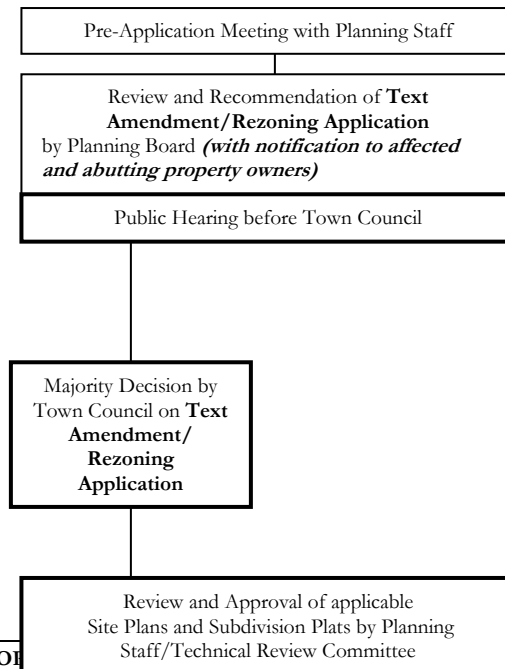 Pre-Application Meeting with Planning Staff
Review and Recommendation of Text
Amendment/Rezoning Application
by Planning Board (with notification to affected
and abutting property owners)
Public Hearing before Town Council
Majority Decision by
Town Council on Text
Amendment/
Rezoning
Application
Review and Approval of applicable
Site Plans and Subdivision Plats by Planning
Staff/Technical Review Committee